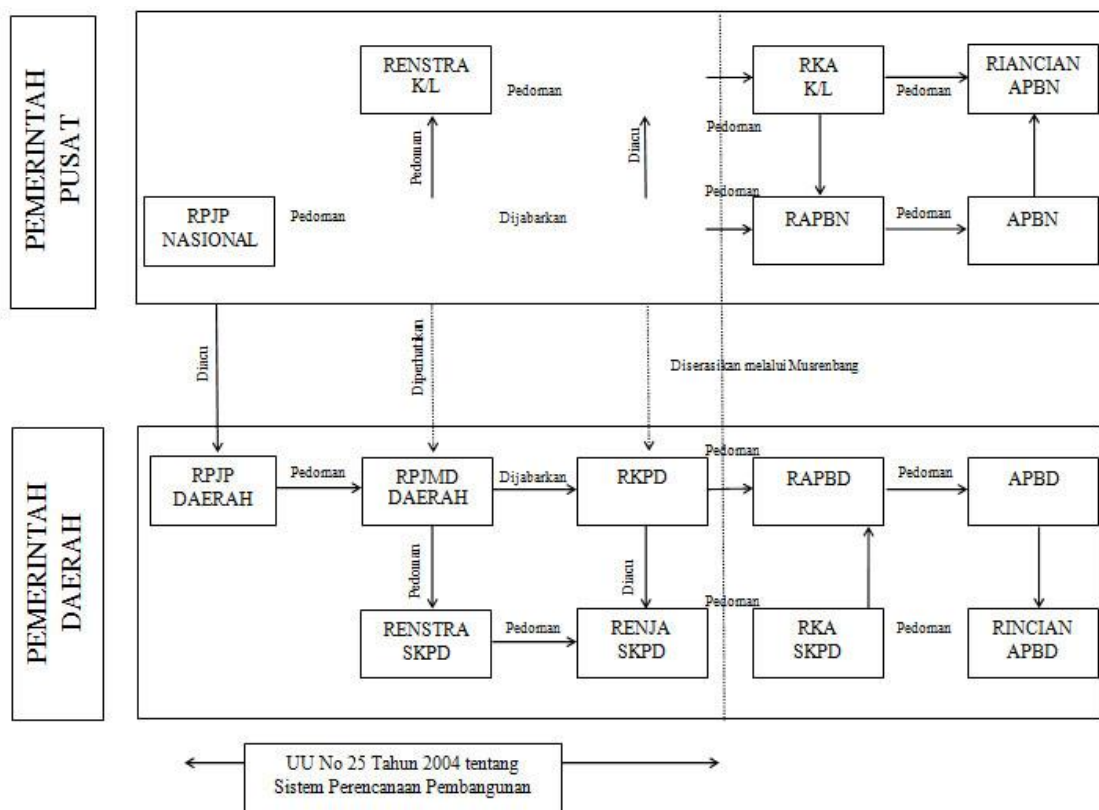 PEMERINTAH
PUSAT
RENSTRA
K/L
Pedoman
RKA
K/L
Pedoman
RIANCIAN
APBN
Pedoman
Pedoman
Diacu
RPJP
NASIONAL
Pedoman
Dijabarkan
Pedoman
RAPBN
Pedoman
APBN
Diacu
Diperhatikan
Diserasikan melalui Musrenbang
PEMERINTAH
DAERAH
RPJP
DAERAH
Pedoman
RPJMD
DAERAH
Dijabarkan
RKPD
Pedoman
RAPBD
Pedoman
APBD
Pedoman
Diacu
RENSTRA
SKPD
Pedoman
RENJA
SKPD
Pedoman
RKA
SKPD
Pedoman
RINCIAN
APBD
UU No 25 Tahun 2004 tentang
Sistem Perencanaan Pembangunan